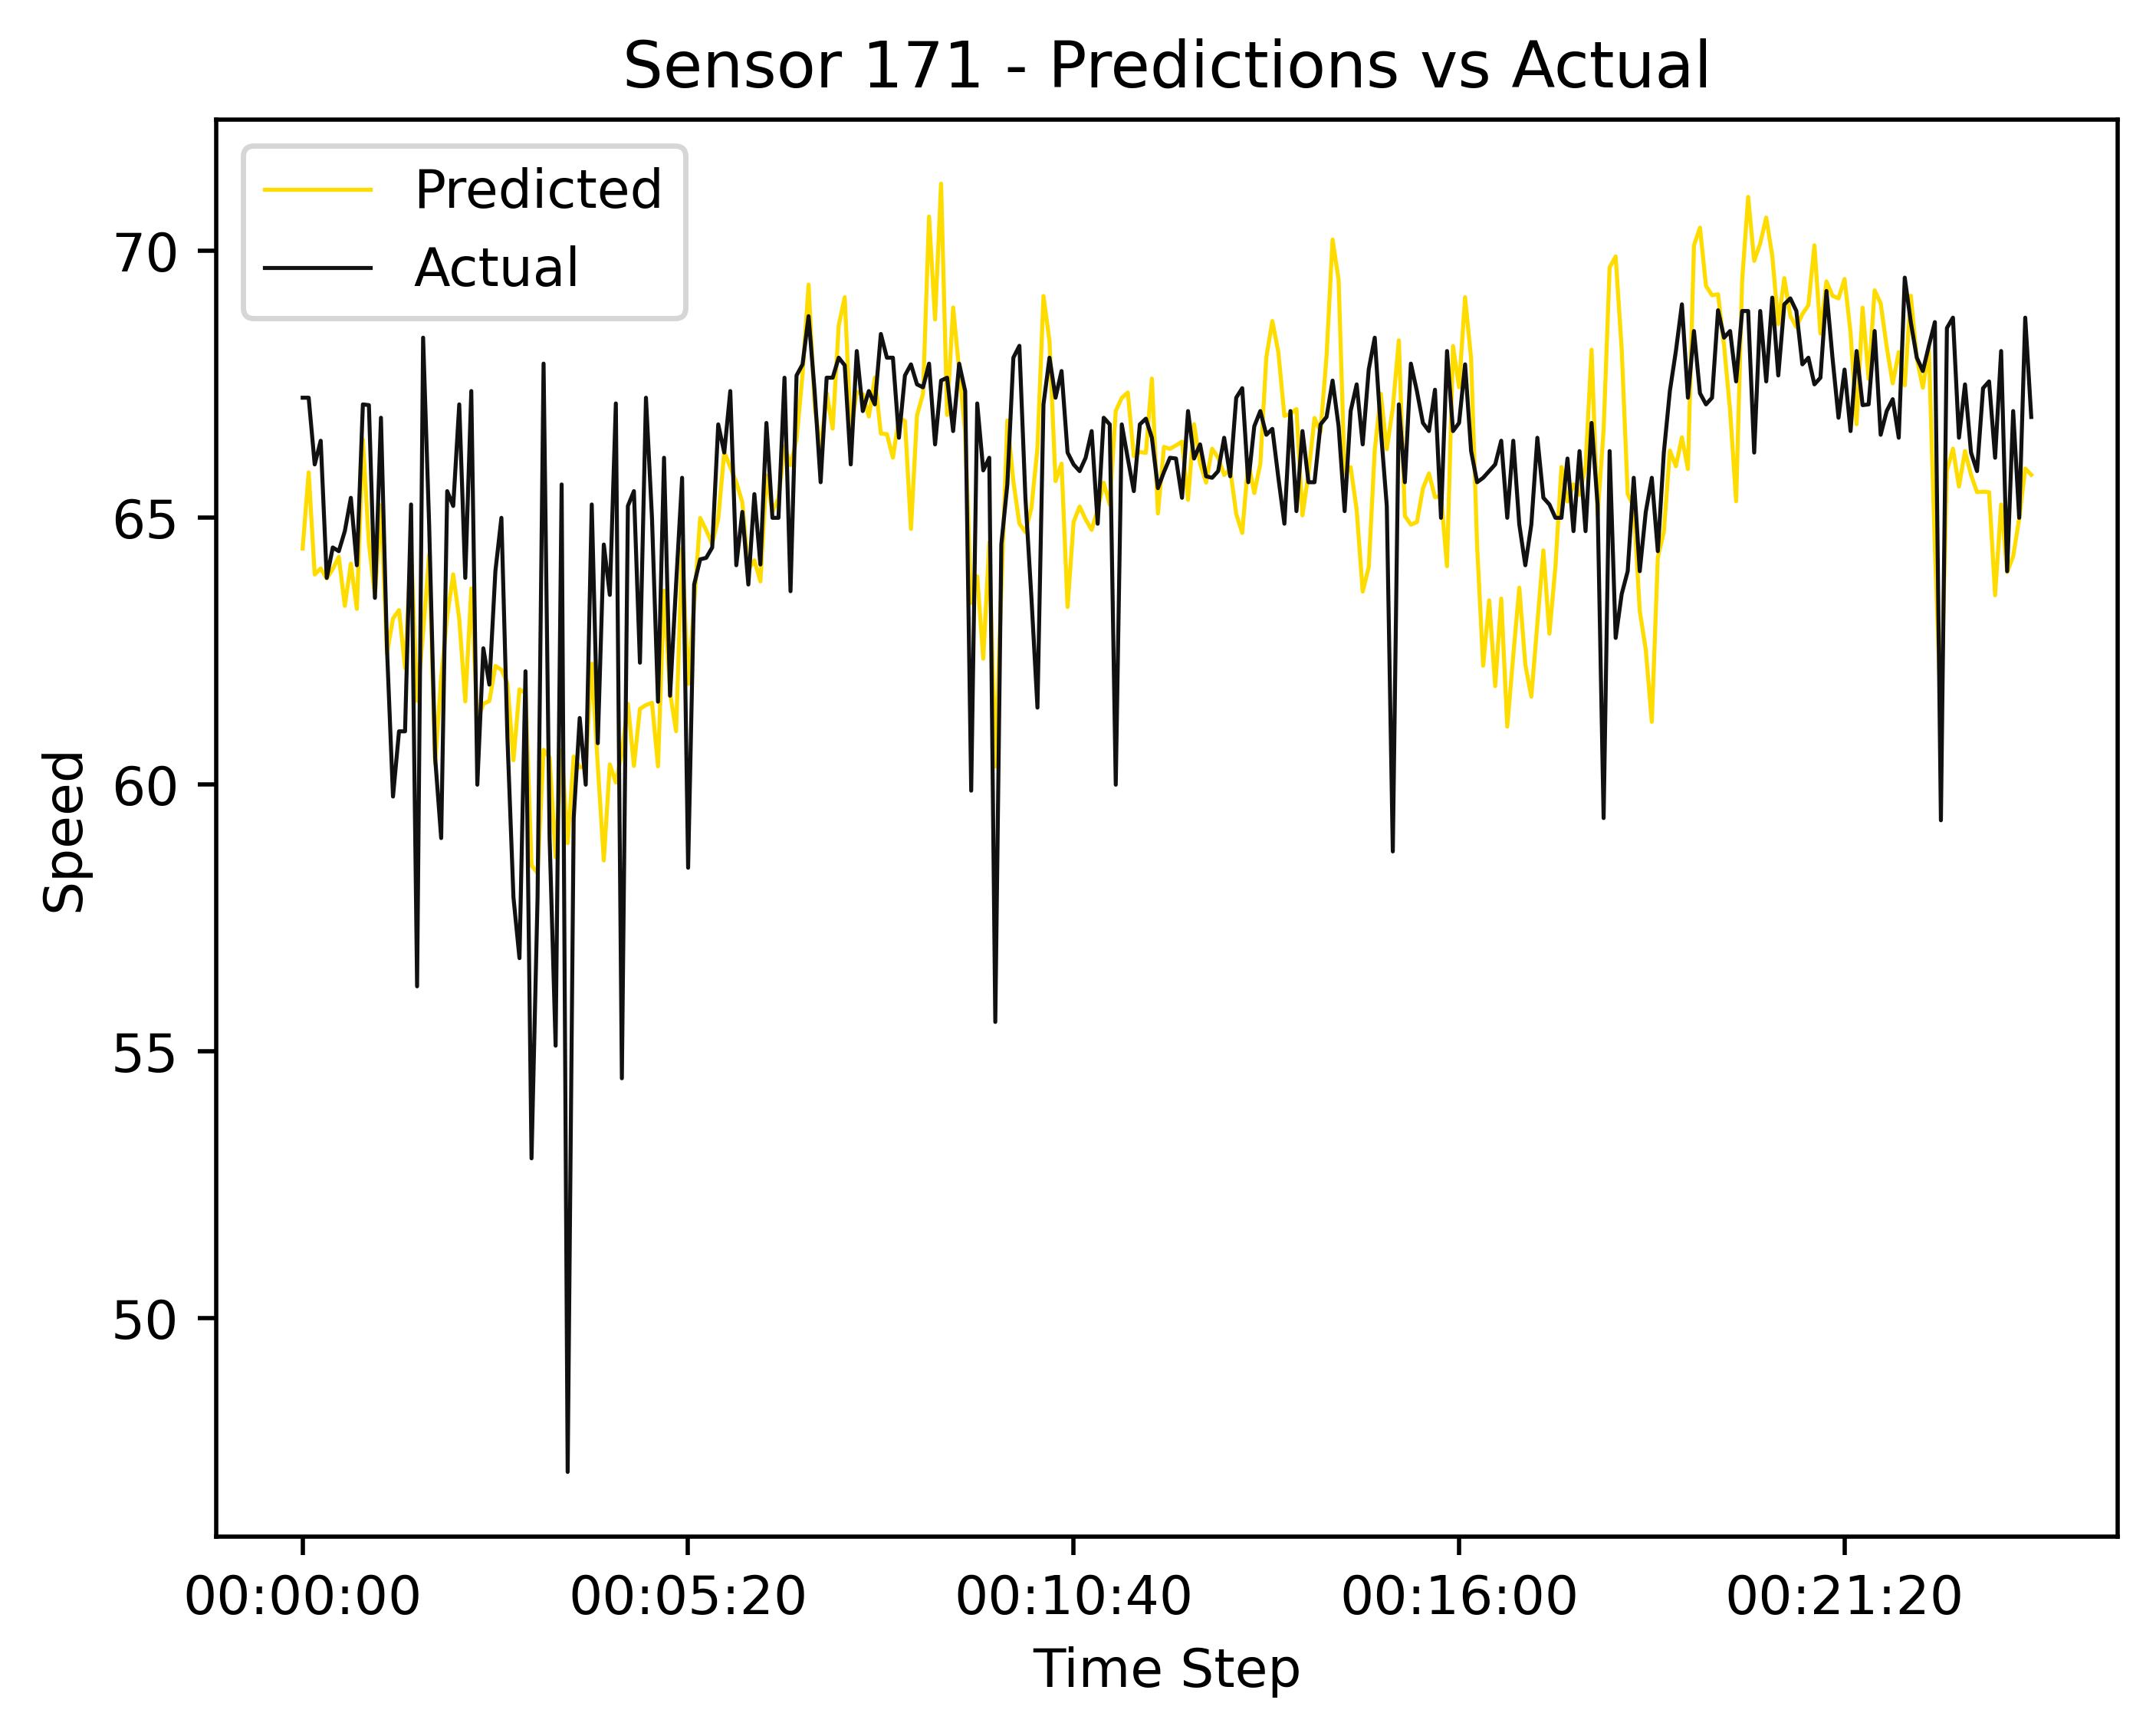 Sensor 171 - Predictions vs Actual
Predicted
Actual
70
65
60
55
50
Speed
00:00:00 00:05:20 00:10:40 00:16:00 00:21:20
Time Step